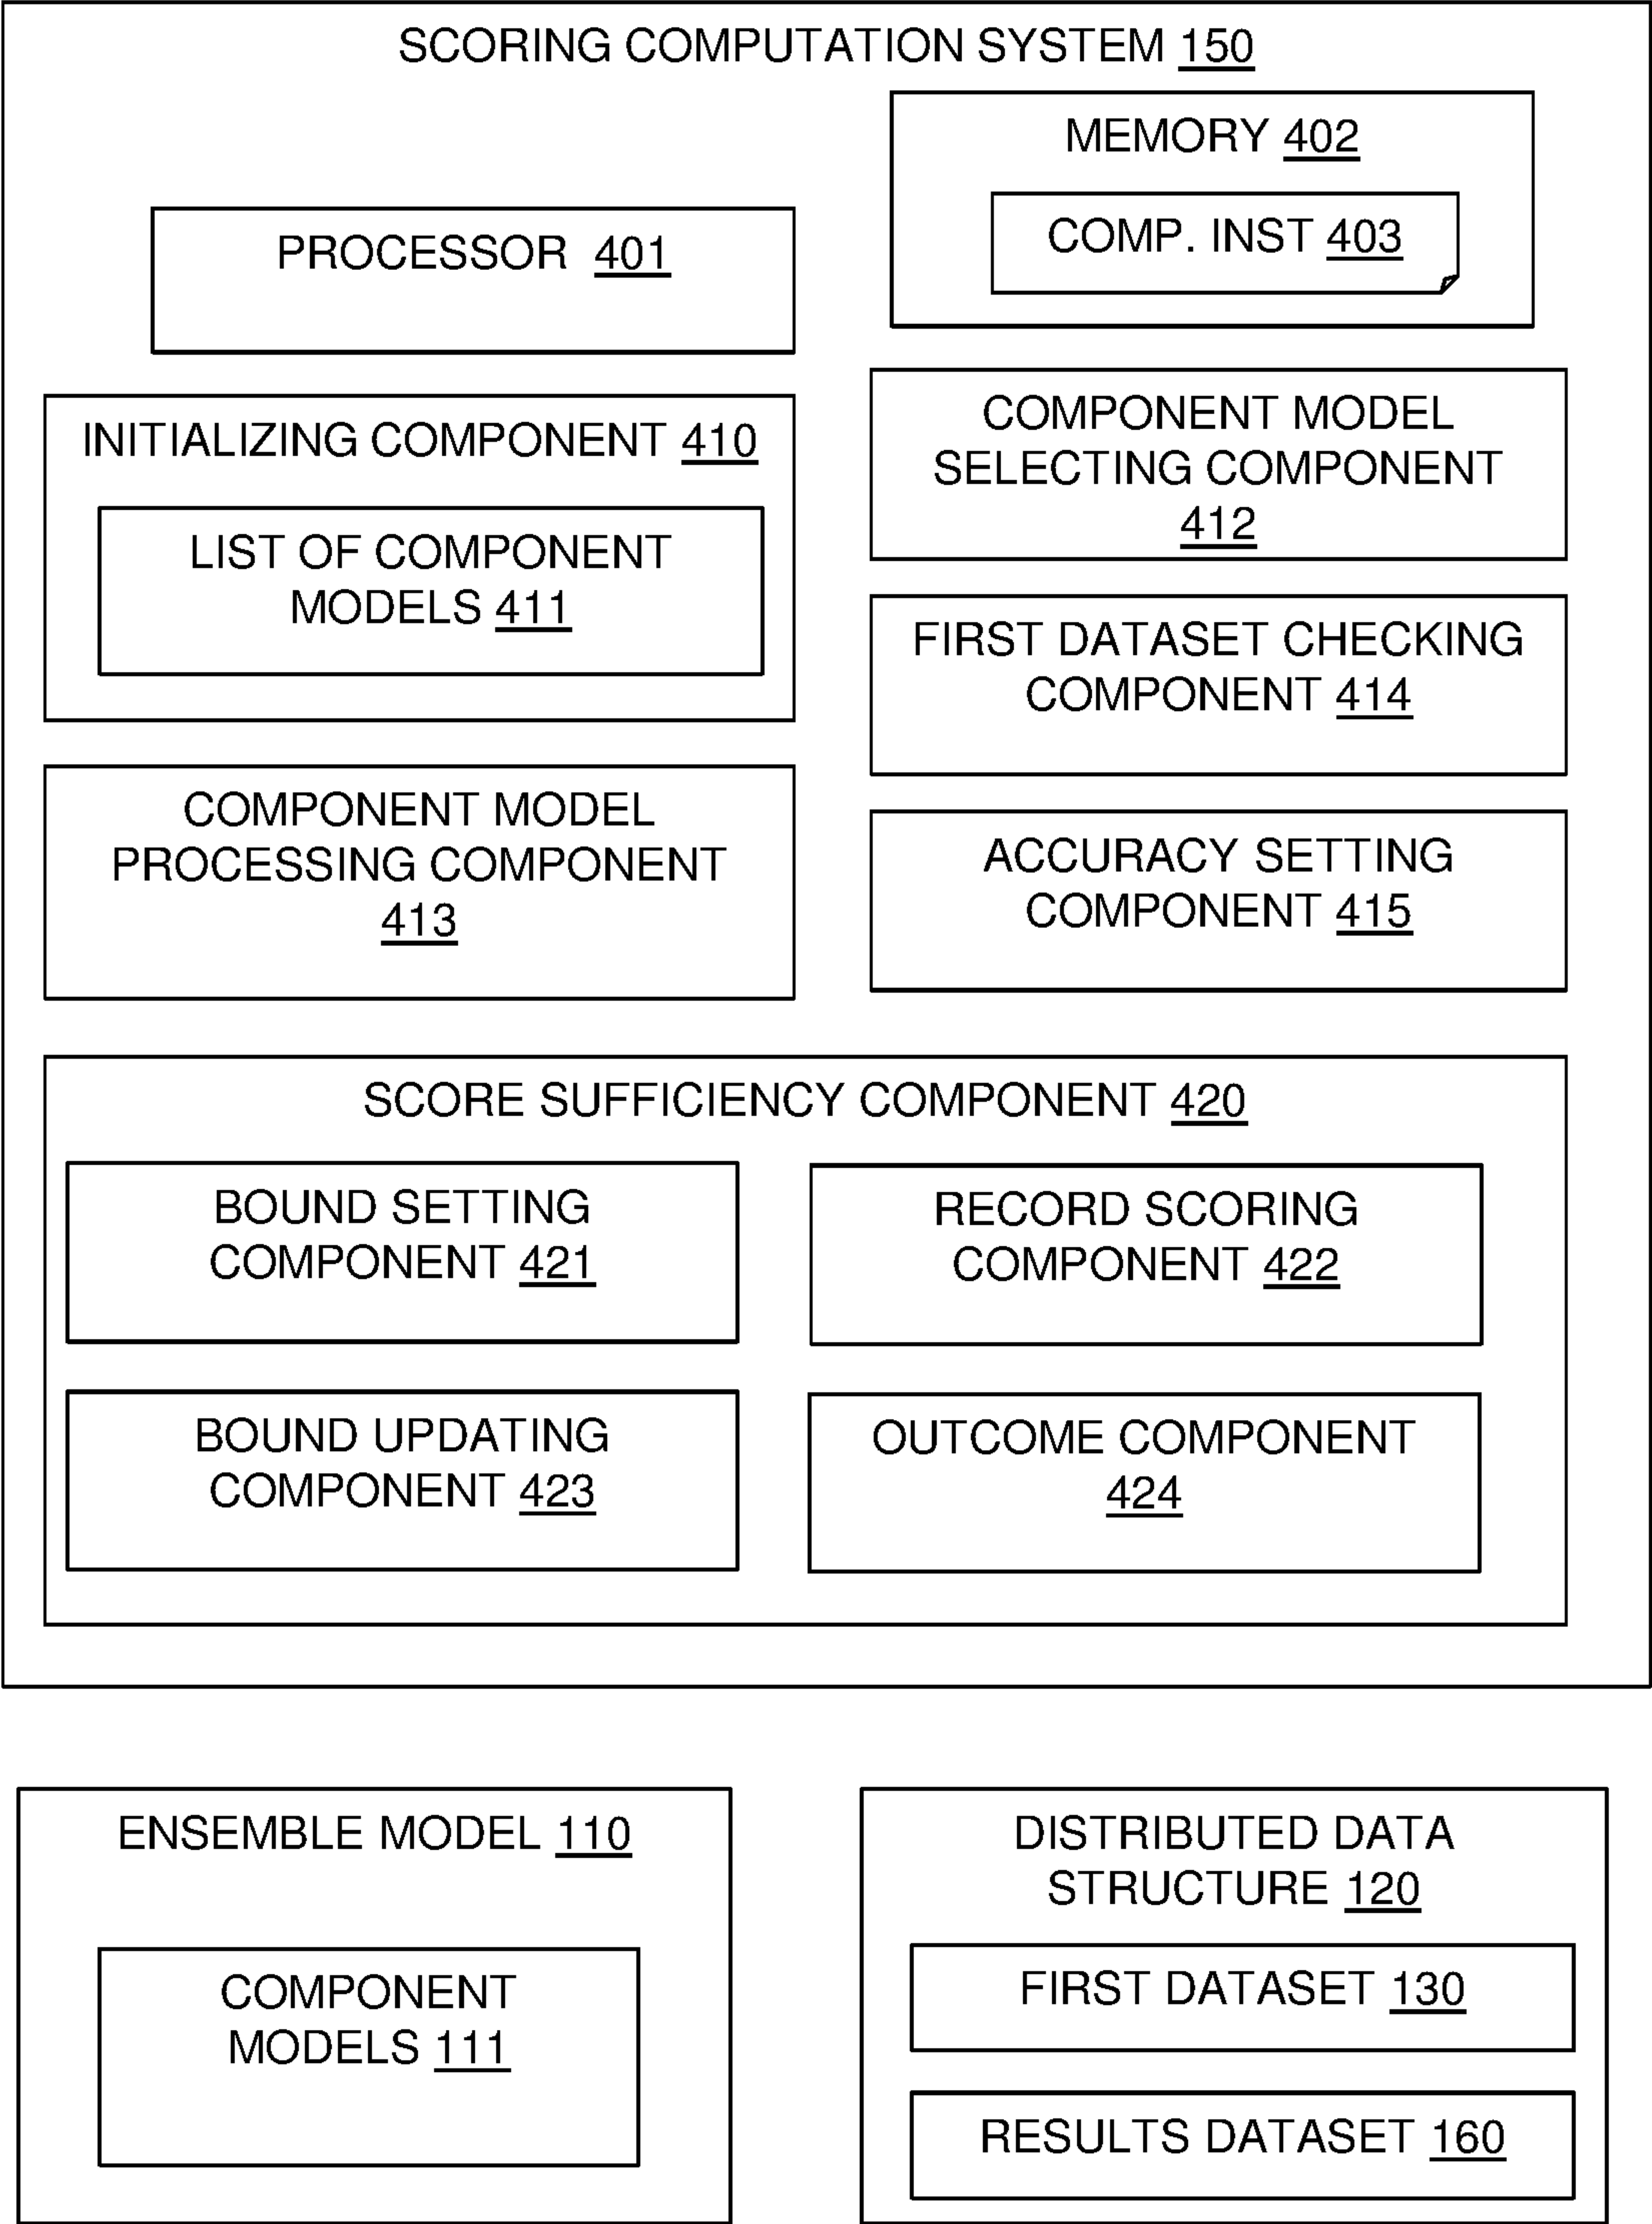 SCORING COMPUTATION SYSTEM 150
MEMORY 402
COMP. INST 403
PROCESSOR 401
INITIALIZING COMPONENT 410
LIST OF COMPONENT
MODELS 411
COMPONENT MODEL
SELECTING COMPONENT
412
FIRST DATASET CHECKING
COMPONENT 414
COMPONENT MODEL
PROCESSING COMPONENT
413
ACCURACY SETTING
COMPONENT 415
SCORE SUFFICIENCY COMPONENT 420
BOUND SETTING
COMPONENT 421
RECORD SCORING
COMPONENT 422
BOUND UPDATING
COMPONENT 423
OUTCOME COMPONENT
424
ENSEMBLE MODEL 110
COMPONENT
MODELS 111
DISTRIBUTED DATA
STRUCTURE 120
FIRST DATASET 130
RESULTS DATASET 160